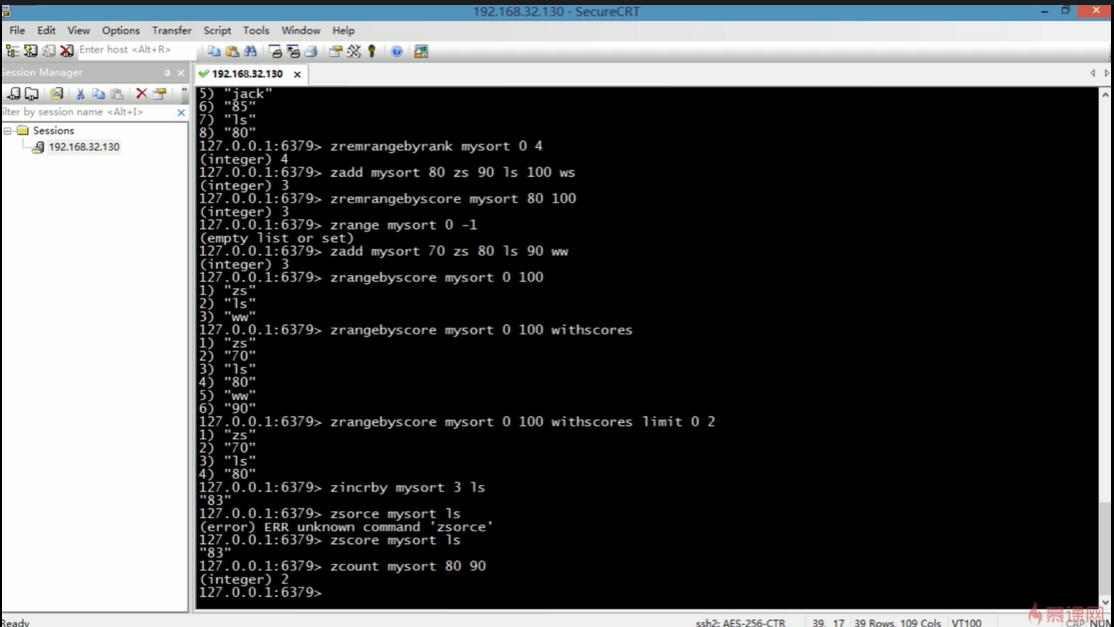 192.168.32.130 - SecureCRT
File Edit View Options Transfer Script Tools Window Help
Enter host <Alt+R>
Session Manager
192.168.32.130
ilter by session name <Alt+I>
Sessions
192.168.32.130
5) "jack"
6) "85"
7) "ls"
8) "80"
127.0.0.1:6379> zremrangebyrank mysort 0 4
(integer) 4
127.0.0.1:6379> zadd mysort 80 zs 90 ls 100 ws
(integer) 3
127.0.0.1:6379> zremrangebyscore mysort 80 100
(integer) 3
127.0.0.1:6379> zrange mysort 0 -1
(empty list or set)
127.0.0.1:6379> zadd mysort 70 zs 80 ls 90 ww
(integer) 3
127.0.0.1:6379> zrangebyscore mysort 0 100
1) "zs"
2) "ls"
3) "ww"
127.0.0.1:6379> zrangebyscore mysort 0 100 withscores
1) "zs"
2) "70"
3) "ls"
4) "80"
5) "ww"
6) "90"
127.0.0.1:6379> zrangebyscore mysort 0 100 withscores limit 0 2
1) "zs"
2) "70"
3) "ls"
4) "80"
127.0.0.1:6379> zincrby mysort 3 ls
"83"
127.0.0.1:6379> zsorce mysort ls
(error) ERR unknown command 'zsorce'
127.0.0.1:6379> zscore mysort ls
"83"
127.0.0.1:6379> zcount mysort 80 90
(integer) 2
127.0.0.1:6379>
慕课网
Ready ssh2: AES-256-CTR 39, 17 39 Rows, 109 Cols VT100 CAP NUM